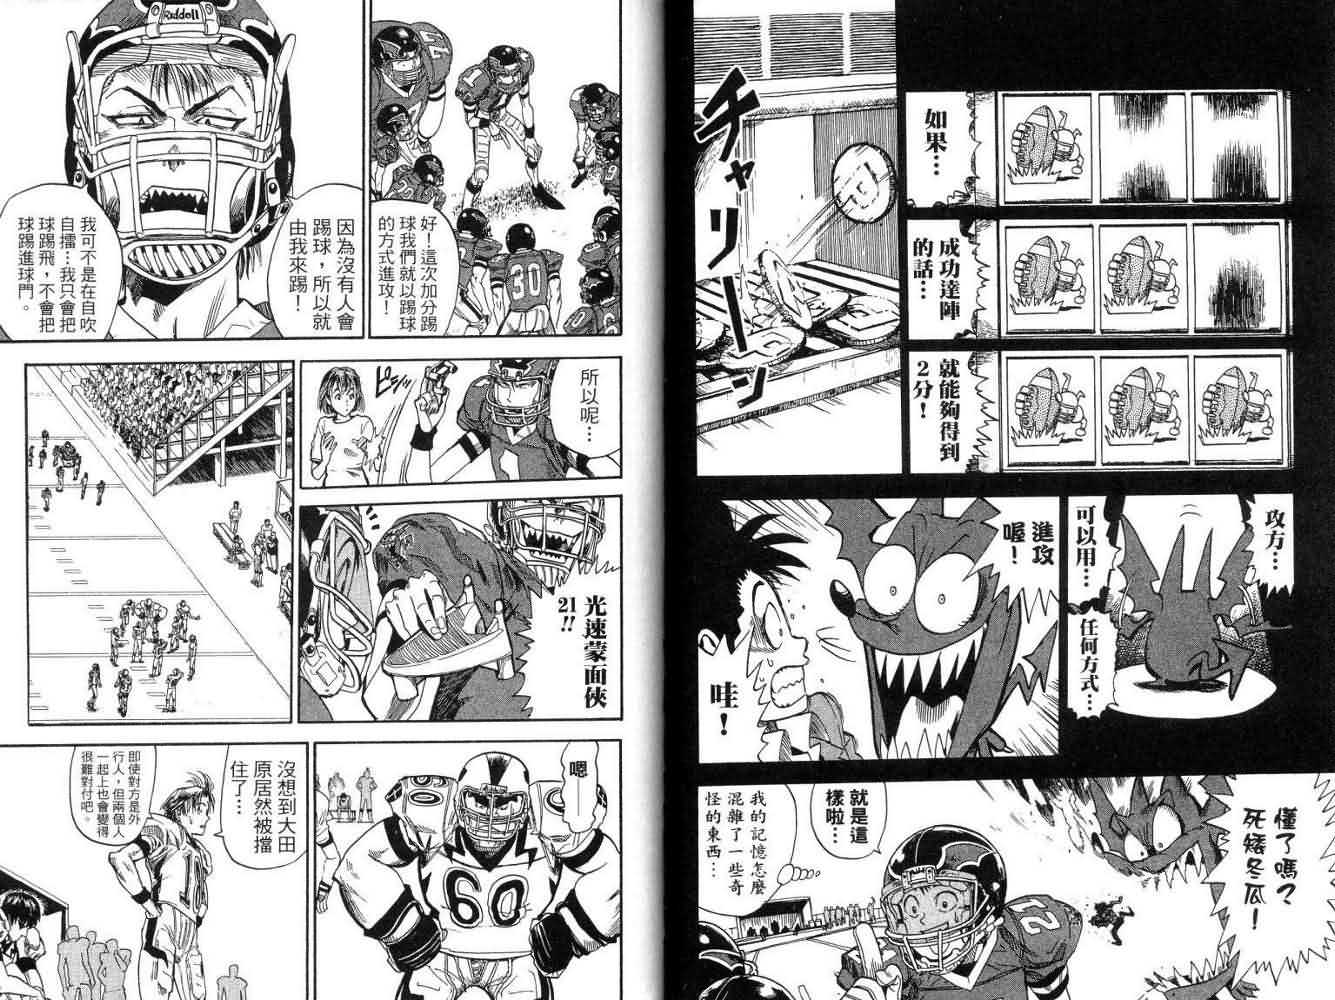 如果…
成功達陣
的話…
就能夠得到
2分！
チャリーン
攻方…
可以用…
任何方式…
進攻
喔！
哇！
懂了嗎？
死矮冬瓜！
就是這
樣啦…
我的記憶怎麼
混雜了一些奇
怪的東西…
12
好！這次加分踢
球我們就以踢球
的方式進攻！
1
30
Riddell
因為沒有人會
踢球，所以就
由我來踢！
我可不是在自吹
自擂…我只會把
球踢飛，不會把
球踢進球門。
所以呢…
ビシッ
光速蒙面俠
21!!
嗯
60
沒想到大田
原居然被擋
住了…
即使對方是外
行人，但兩個人
一起上也會變得
很難對付吧。